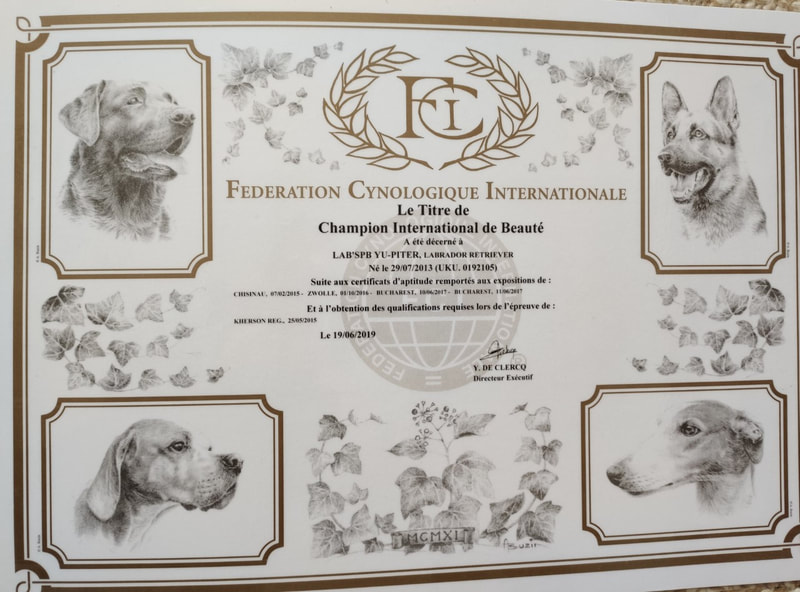 FCI
FEDERATION CYNOLOGIQUE INTERNATIONALE
Le Titre de
Champion International de Beauté
A été décerné à
LAB'SPB YU-PITER, LABRADOR RETRIEVER
Né le 29/07/2013 (UKU. 0192105)
Suite aux certificats d'aptitude remportés aux expositions de :
CHISINAU, 07/02/2015 - ZWOLLE, 01/10/2016 - BUCHAREST, 10/06/2017 - BUCHAREST, 11/06/2017
Et à l'obtention des qualifications requises lors de l'épreuve de :
KHERSON REG., 25/05/2015
Le 19/06/2019
Y. DE CLERCQ
Directeur Exécutif
MCMXI